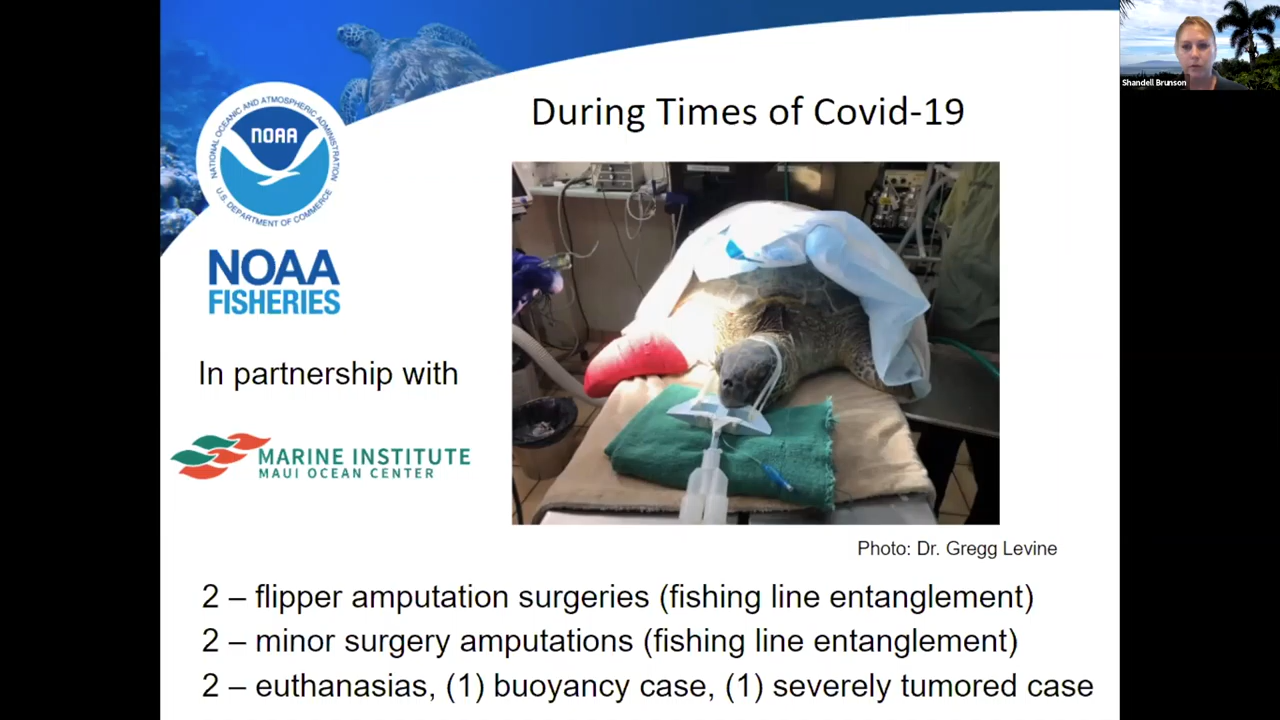 Shandell Brunson
During Times of Covid-19
NATIONAL OCEANIC AND ATMOSPHERIC ADMINISTRATION
NOAA
U.S. DEPARTMENT OF COMMERCE
NOAA
FISHERIES
In partnership with
MARINE INSTITUTE
MAUI OCEAN CENTER
Photo: Dr. Gregg Levine
2 – flipper amputation surgeries (fishing line entanglement)
2 – minor surgery amputations (fishing line entanglement)
2 – euthanasias, (1) buoyancy case, (1) severely tumored case